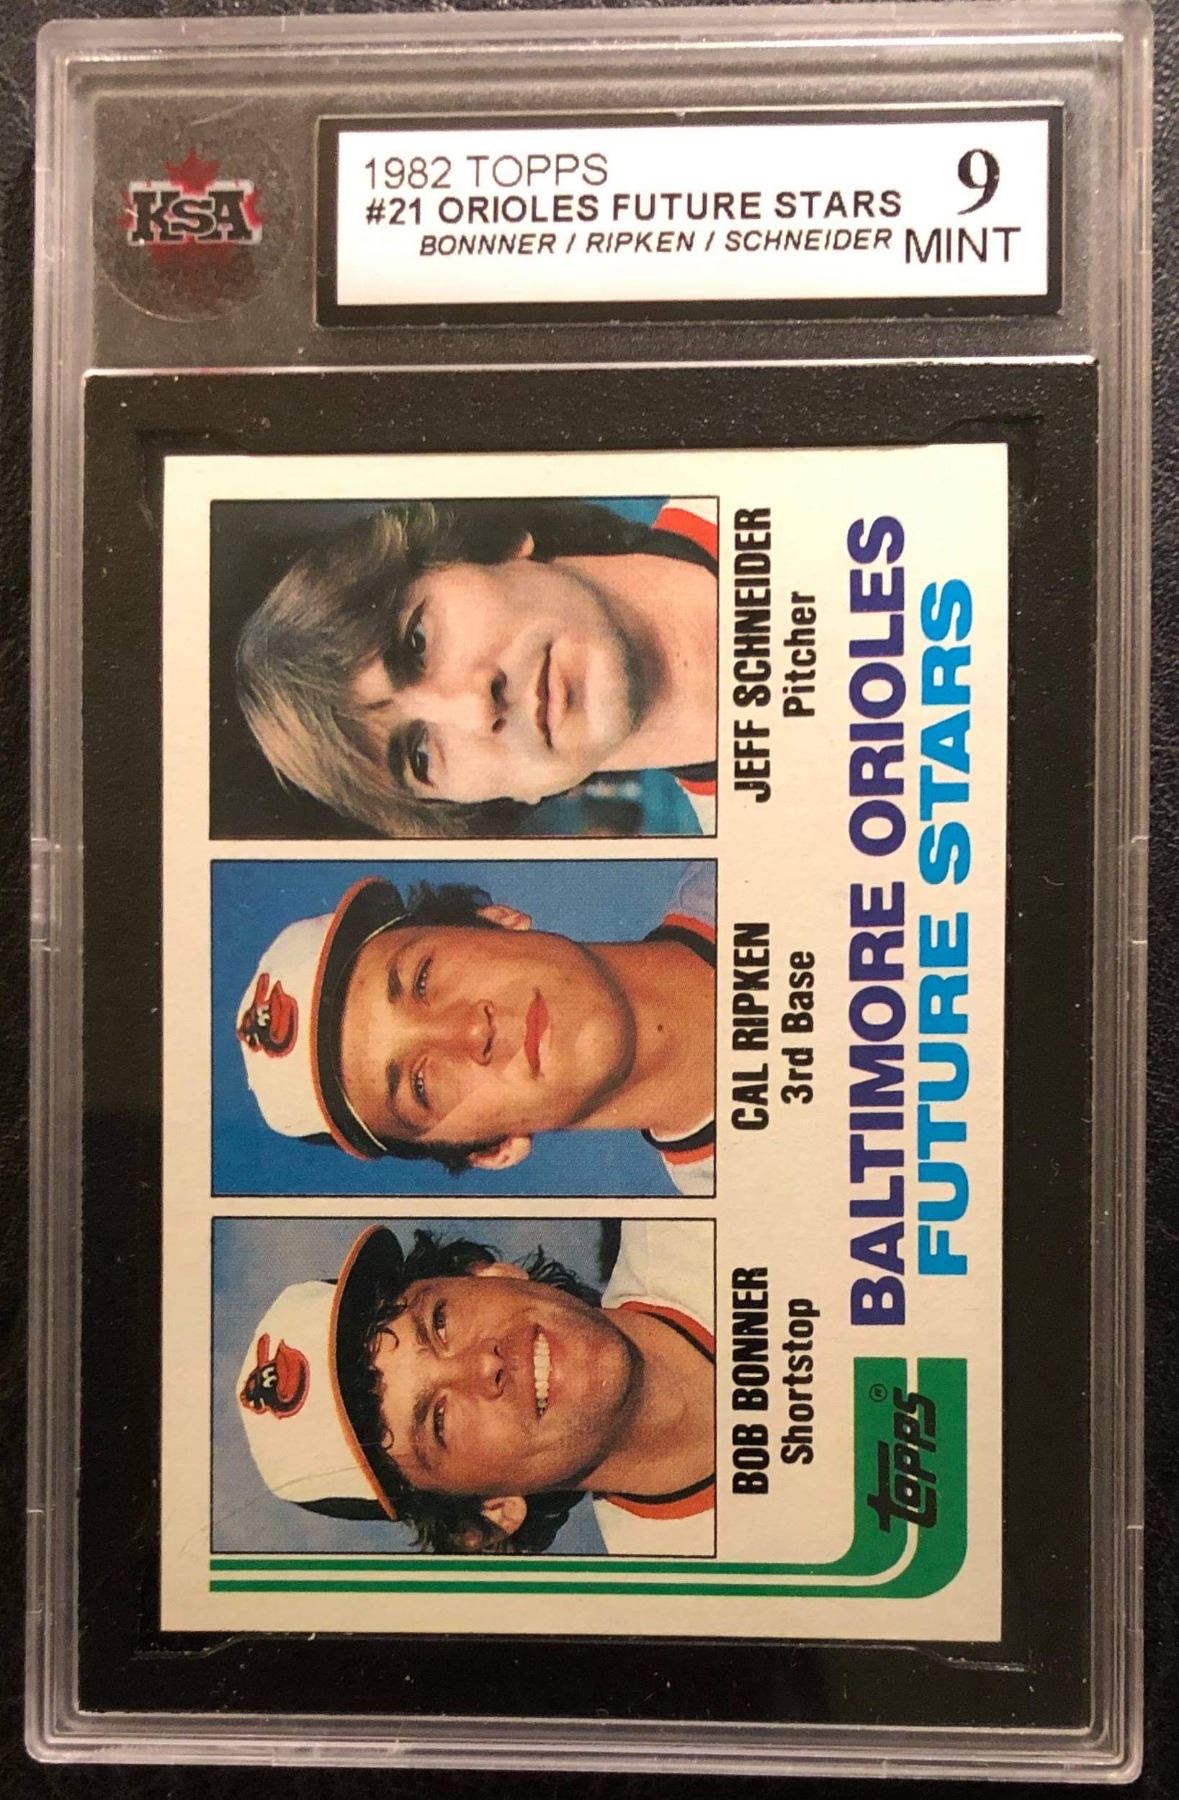 KSA
1982 TOPPS
#21 ORIOLES FUTURE STARS
BONNNER / RIPKEN / SCHNEIDER
9
MINT
BOB BONNER
Shortstop
CAL RIPKEN
3rd Base
JEFF SCHNEIDER
Pitcher
topps®
BALTIMORE ORIOLES
FUTURE STARS